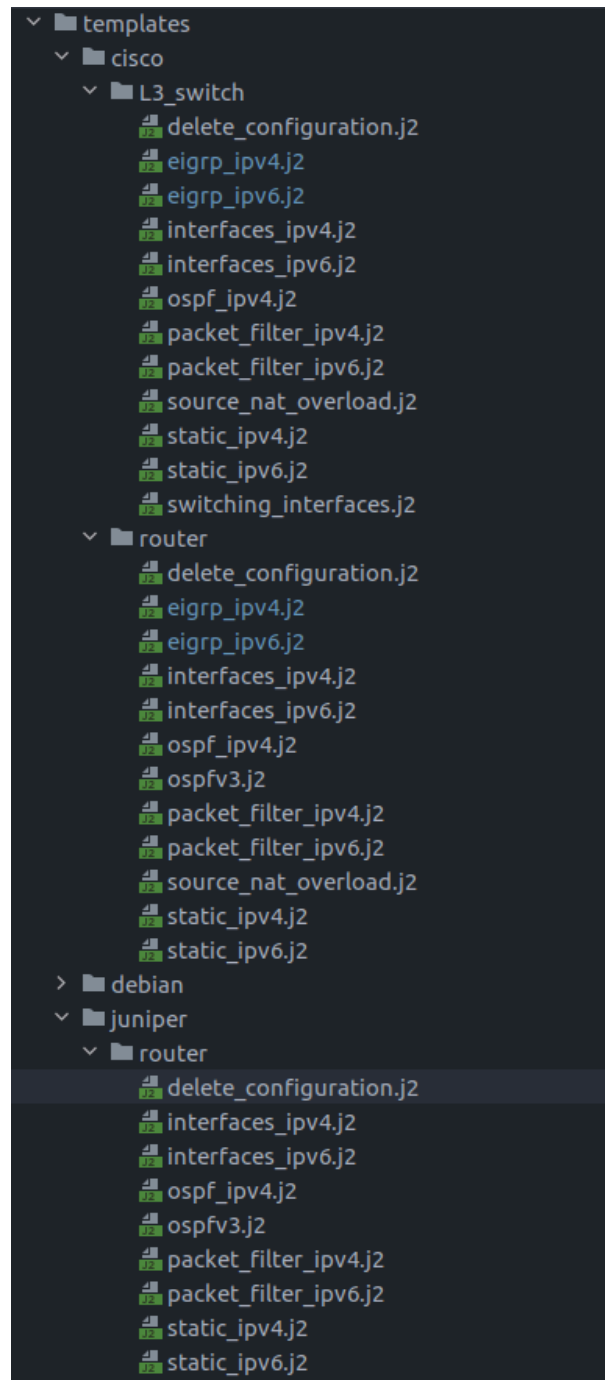 templates
cisco
L3_switch
delete_configuration.j2
eigrp_ipv4.j2
eigrp_ipv6.j2
interfaces_ipv4.j2
interfaces_ipv6.j2
ospf_ipv4.j2
packet_filter_ipv4.j2
packet_filter_ipv6.j2
source_nat_overload.j2
static_ipv4.j2
static_ipv6.j2
switching_interfaces.j2
router
delete_configuration.j2
eigrp_ipv4.j2
eigrp_ipv6.j2
interfaces_ipv4.j2
interfaces_ipv6.j2
ospf_ipv4.j2
ospfv3.j2
packet_filter_ipv4.j2
packet_filter_ipv6.j2
source_nat_overload.j2
static_ipv4.j2
static_ipv6.j2
debian
juniper
router
delete_configuration.j2
interfaces_ipv4.j2
interfaces_ipv6.j2
ospf_ipv4.j2
ospfv3.j2
packet_filter_ipv4.j2
packet_filter_ipv6.j2
static_ipv4.j2
static_ipv6.j2